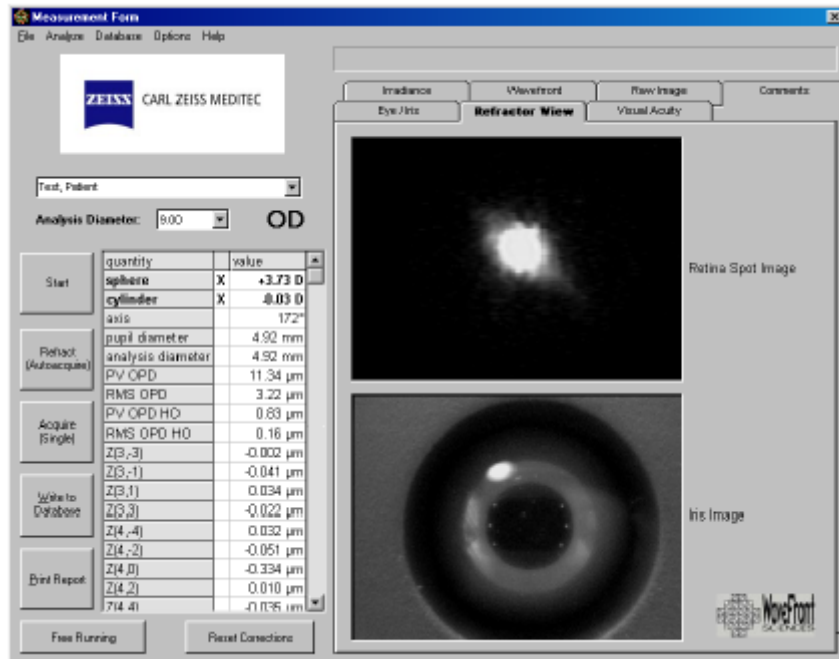 Measurement Form
File Analyze Database Options Help
ZEISS CARL ZEISS MEDITEC
Irradiance Wavefront Raw Image Comments
Eye / Iris Refractor View Visual Acuity
Test, Patient
Analysis Diameter: 9.00 OD
Start
Refract
(Autoacquire)
Acquire
(Single)
Write to
Database
Print Report
quantity value
sphere X +3.73 D
cylinder X -0.03 D
axis 172°
pupil diameter 4.92 mm
analysis diameter 4.92 mm
PV OPD 11.34 µm
RMS OPD 3.22 µm
PV OPD HO 0.83 µm
RMS OPD HO 0.16 µm
Z(3,-3) -0.002 µm
Z(3,-1) -0.041 µm
Z(3,1) 0.034 µm
Z(3,3) -0.022 µm
Z(4,-4) 0.032 µm
Z(4,-2) -0.051 µm
Z(4,0) -0.334 µm
Z(4,2) 0.010 µm
Z(4,4) -0.035 µm
Free Running Reset Corrections
Retina Spot Image
Iris Image
WaveFront
SCIENCES